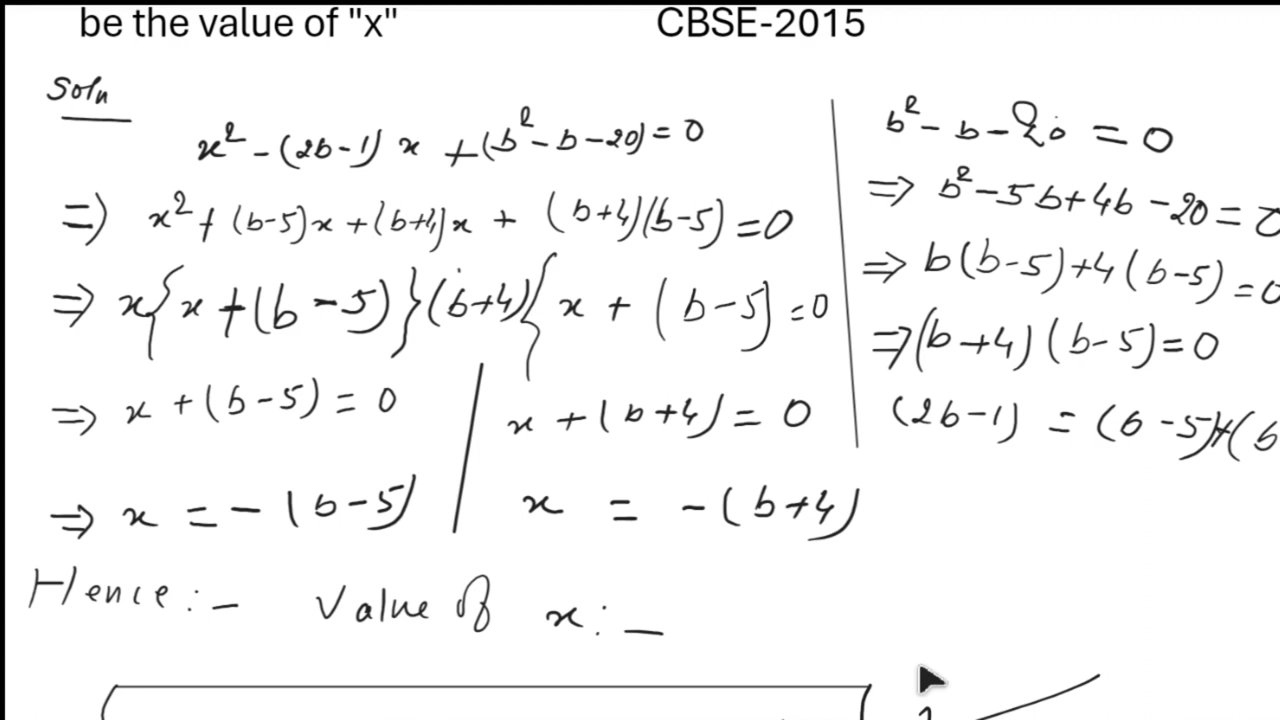 be the value of "x" CBSE-2015
Soln
x² - (2b-1) x + (b² - b - 20) = 0
=) x² + (b-5)x + (b+4)x + (b+4)(b-5) = 0
=> x{x + (b-5)}(b+4){x + (b-5) = 0
=> x + (b-5) = 0
x + (b+4) = 0
=> x = - (b-5)
x = - (b+4)
Hence :- Value of x :-
b² - b - 20 = 0
=> b² - 5b + 4b - 20 = 0
=> b(b-5) + 4(b-5) = 0
=> (b+4)(b-5) = 0
(2b-1) = (b-5)+(b